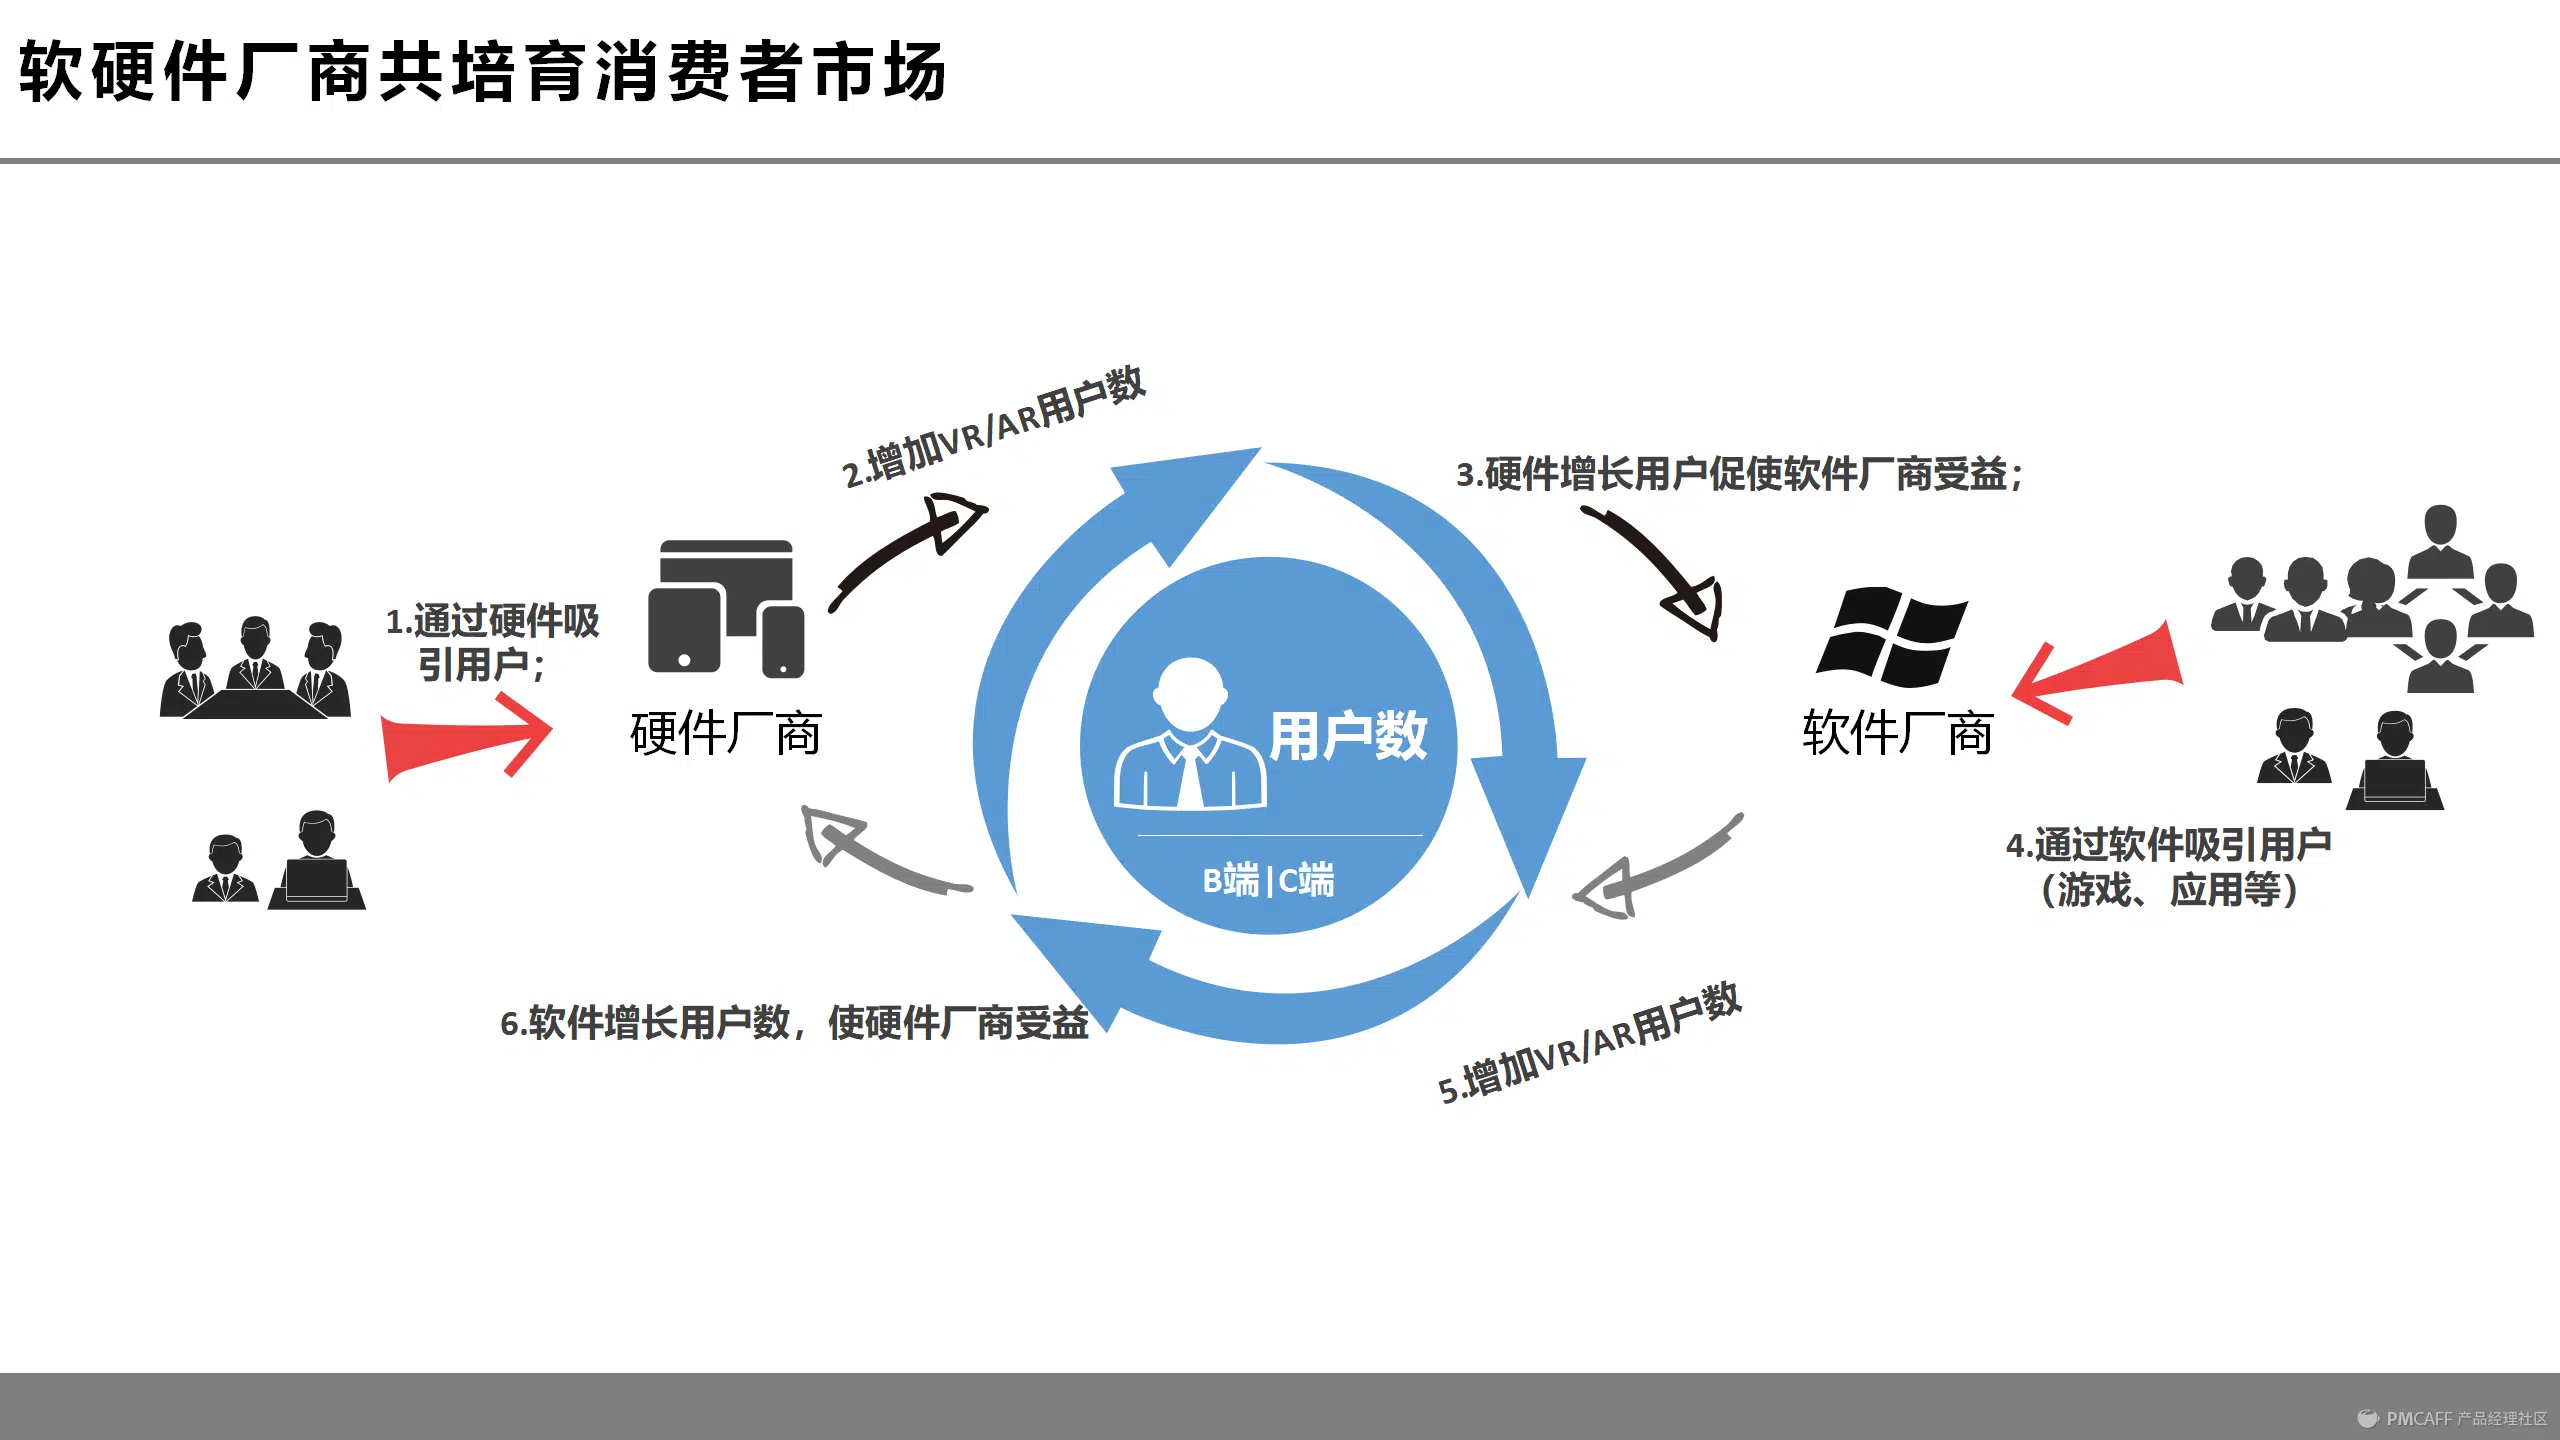 软硬件厂商共培育消费者市场
2.增加VR/AR用户数
3.硬件增长用户促使软件厂商受益；
1.通过硬件吸
引用户；
硬件厂商
用户数
B端|C端
软件厂商
4.通过软件吸引用户
（游戏、应用等）
6.软件增长用户数，使硬件厂商受益
5.增加VR/AR用户数
PMCAFF 产品经理社区